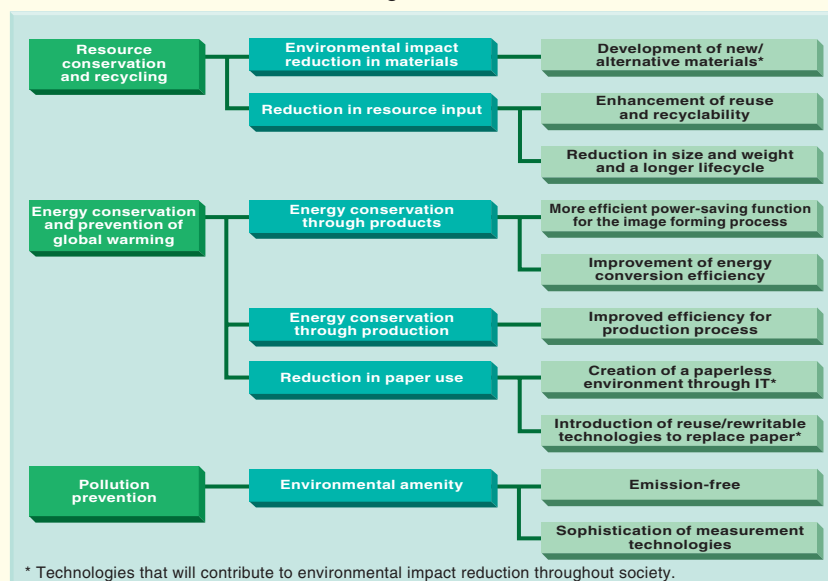 Resource
conservation
and recycling
Environmental impact
reduction in materials
Development of new/
alternative materials*
Reduction in resource input
Enhancement of reuse
and recyclability
Reduction in size and weight
and a longer lifecycle
Energy conservation
and prevention of
global warming
Energy conservation
through products
More efficient power-saving function
for the image forming process
Improvement of energy
conversion efficiency
Energy conservation
through production
Improved efficiency for
production process
Reduction in paper use
Creation of a paperless
environment through IT*
Introduction of reuse/rewritable
technologies to replace paper*
Pollution
prevention
Environmental amenity
Emission-free
Sophistication of measurement
technologies
* Technologies that will contribute to environmental impact reduction throughout society.